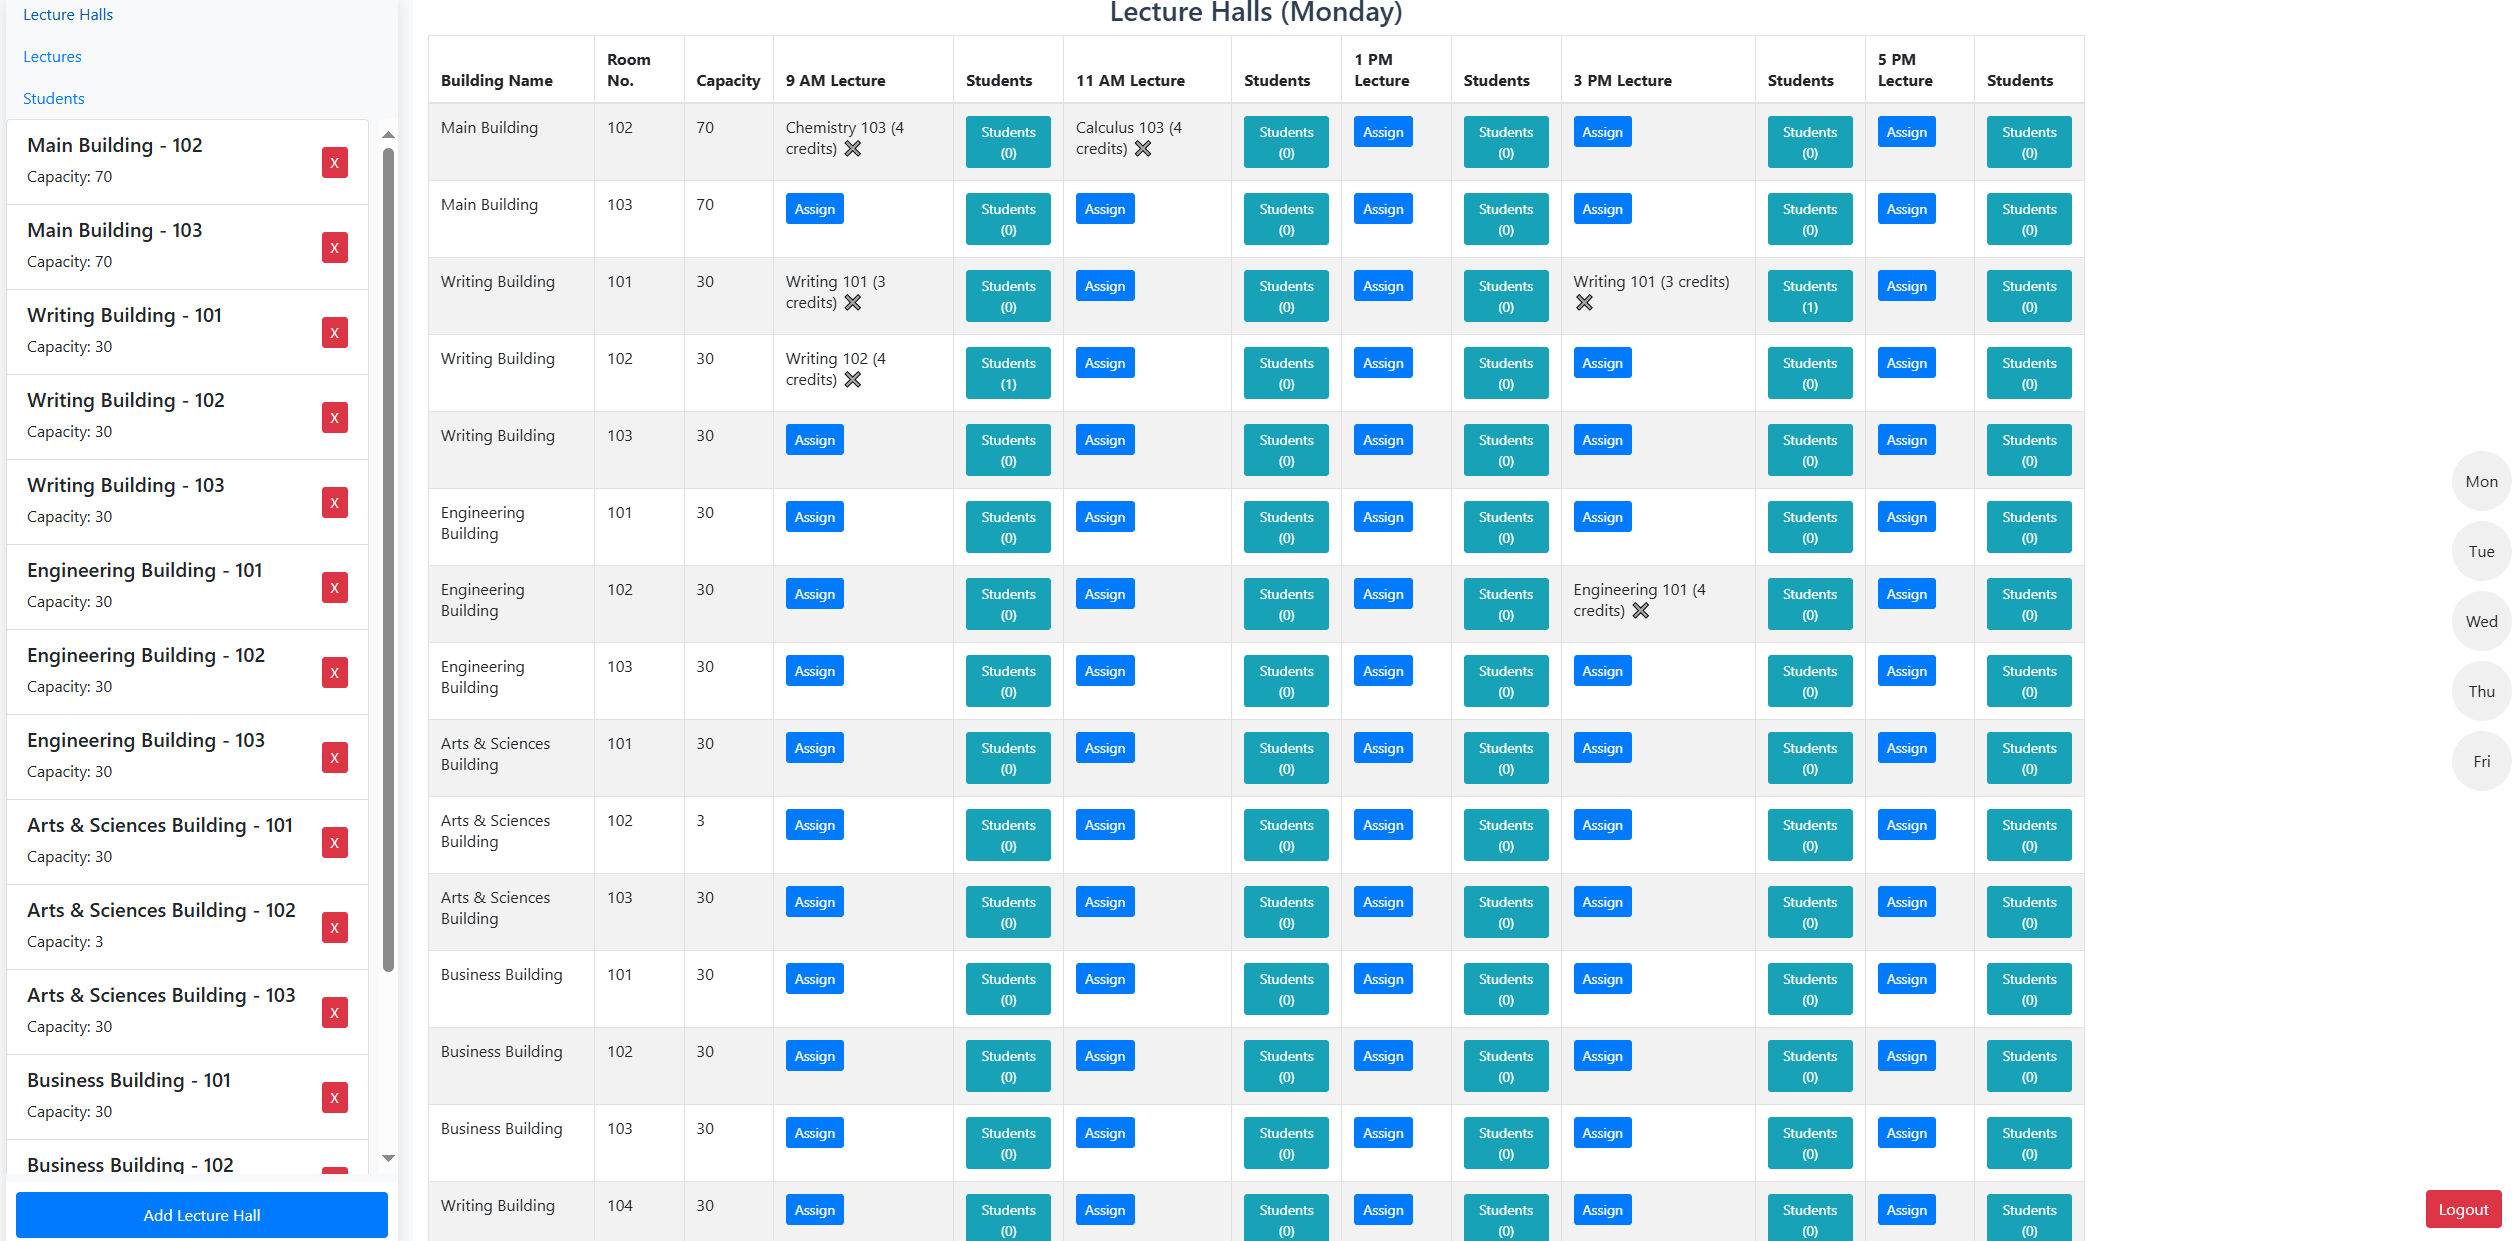 Lecture Halls
Lectures
Students
Main Building - 102
Capacity: 70
X
Main Building - 103
Capacity: 70
X
Writing Building - 101
Capacity: 30
X
Writing Building - 102
Capacity: 30
X
Writing Building - 103
Capacity: 30
X
Engineering Building - 101
Capacity: 30
X
Engineering Building - 102
Capacity: 30
X
Engineering Building - 103
Capacity: 30
X
Arts & Sciences Building - 101
Capacity: 30
X
Arts & Sciences Building - 102
Capacity: 3
X
Arts & Sciences Building - 103
Capacity: 30
X
Business Building - 101
Capacity: 30
X
Business Building - 102
Add Lecture Hall
Lecture Halls (Monday)
Building Name Room No. Capacity 9 AM Lecture Students 11 AM Lecture Students 1 PM Lecture Students 3 PM Lecture Students 5 PM Lecture Students
Main Building 102 70 Chemistry 103 (4 credits) Students (0) Calculus 103 (4 credits) Students (0) Assign Students (0) Assign Students (0) Assign Students (0)
Main Building 103 70 Assign Students (0) Assign Students (0) Assign Students (0) Assign Students (0) Assign Students (0)
Writing Building 101 30 Writing 101 (3 credits) Students (0) Assign Students (0) Assign Students (0) Writing 101 (3 credits) Students (1) Assign Students (0)
Writing Building 102 30 Writing 102 (4 credits) Students (1) Assign Students (0) Assign Students (0) Assign Students (0) Assign Students (0)
Writing Building 103 30 Assign Students (0) Assign Students (0) Assign Students (0) Assign Students (0) Assign Students (0)
Engineering Building 101 30 Assign Students (0) Assign Students (0) Assign Students (0) Assign Students (0) Assign Students (0)
Engineering Building 102 30 Assign Students (0) Assign Students (0) Assign Students (0) Engineering 101 (4 credits) Students (0) Assign Students (0)
Engineering Building 103 30 Assign Students (0) Assign Students (0) Assign Students (0) Assign Students (0) Assign Students (0)
Arts & Sciences Building 101 30 Assign Students (0) Assign Students (0) Assign Students (0) Assign Students (0) Assign Students (0)
Arts & Sciences Building 102 3 Assign Students (0) Assign Students (0) Assign Students (0) Assign Students (0) Assign Students (0)
Arts & Sciences Building 103 30 Assign Students (0) Assign Students (0) Assign Students (0) Assign Students (0) Assign Students (0)
Business Building 101 30 Assign Students (0) Assign Students (0) Assign Students (0) Assign Students (0) Assign Students (0)
Business Building 102 30 Assign Students (0) Assign Students (0) Assign Students (0) Assign Students (0) Assign Students (0)
Business Building 103 30 Assign Students (0) Assign Students (0) Assign Students (0) Assign Students (0) Assign Students (0)
Writing Building 104 30 Assign Students (0) Assign Students (0) Assign Students (0) Assign Students (0) Assign Students (0)
Mon
Tue
Wed
Thu
Fri
Logout